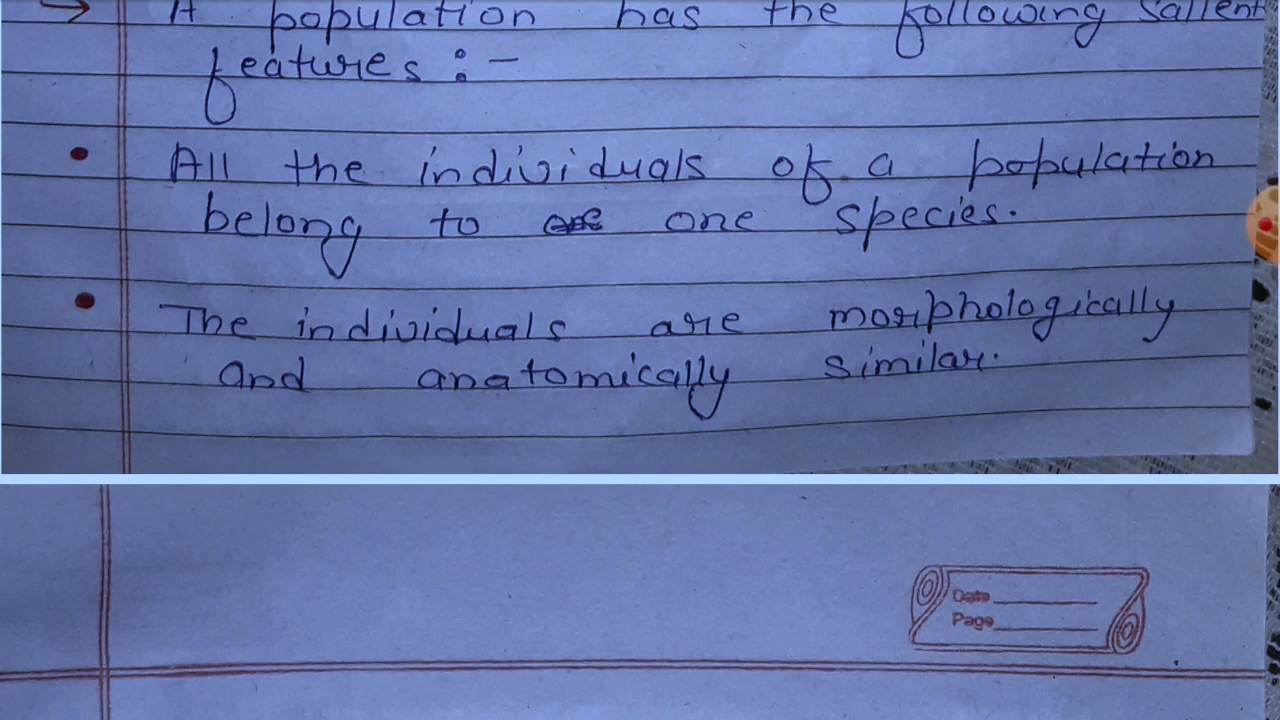 → A population has the following salient
features :-
• All the individuals of a population
belong to one species.
• The individuals are morphologically
and anatomically similar.
Date
Page